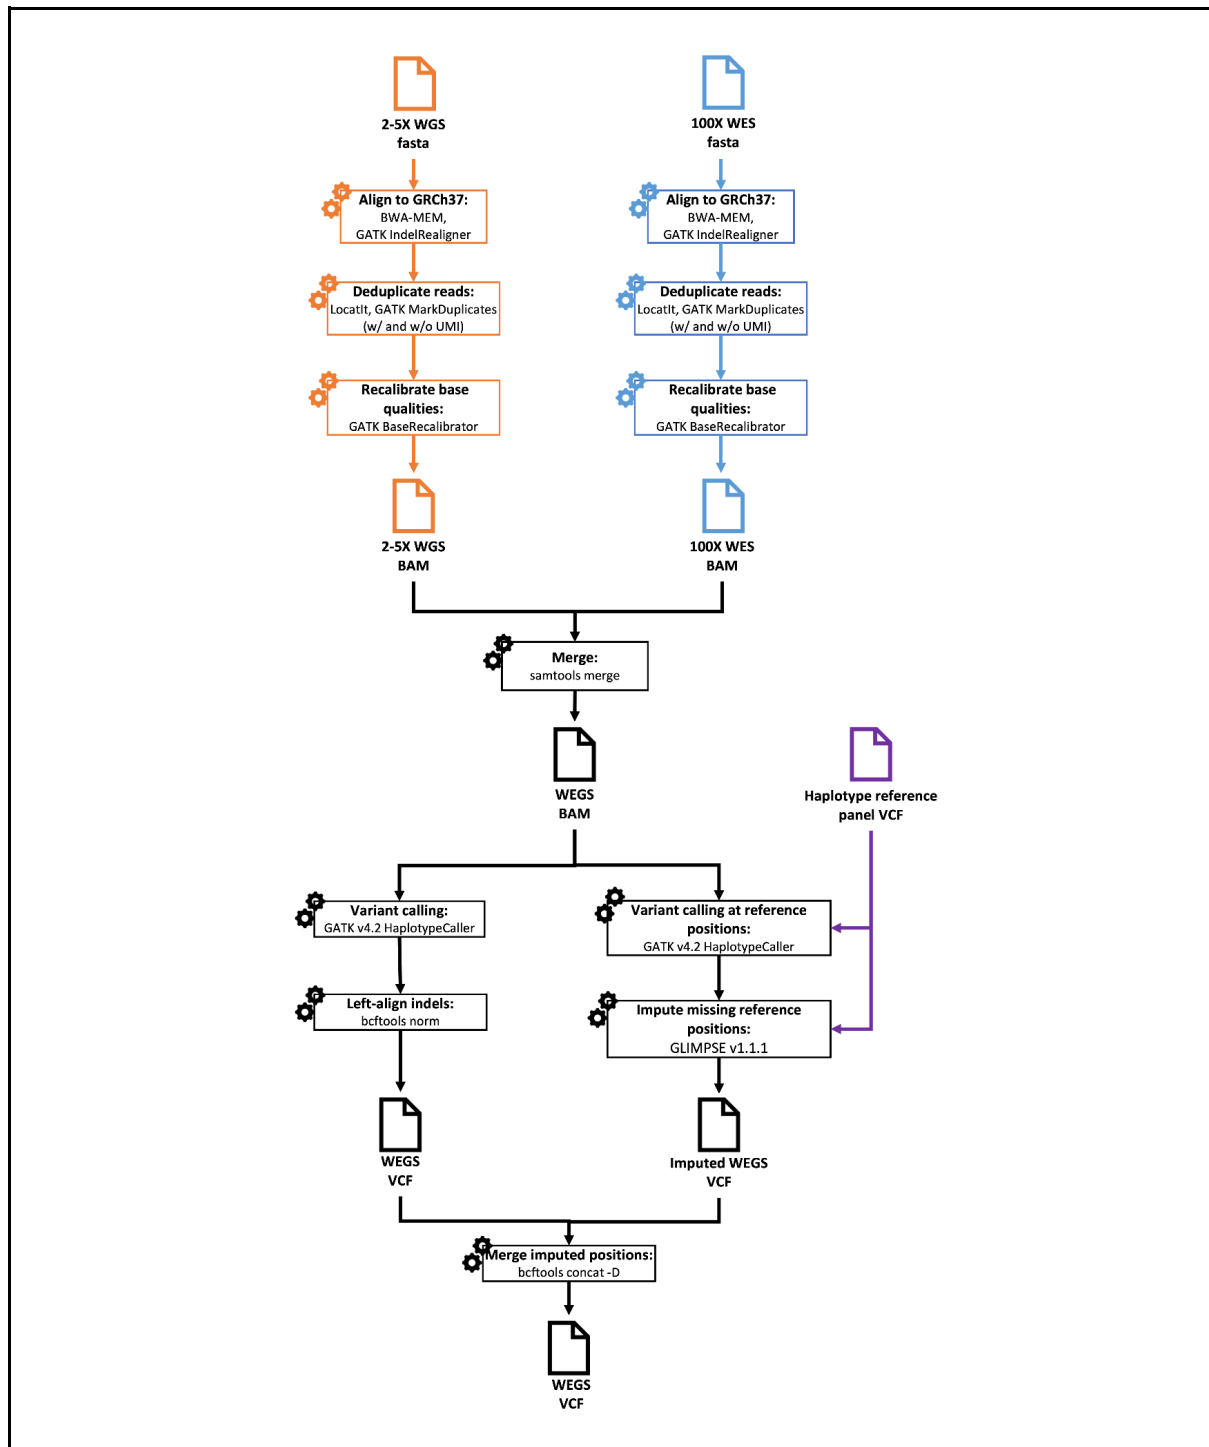 2-5X WGS
fasta
100X WES
fasta
Align to GRCh37:
BWA-MEM,
GATK IndelRealigner
Align to GRCh37:
BWA-MEM,
GATK IndelRealigner
Deduplicate reads:
LocatIt, GATK MarkDuplicates
(w/ and w/o UMI)
Deduplicate reads:
LocatIt, GATK MarkDuplicates
(w/ and w/o UMI)
Recalibrate base
qualities:
GATK BaseRecalibrator
Recalibrate base
qualities:
GATK BaseRecalibrator
2-5X WGS
BAM
100X WES
BAM
Merge:
samtools merge
WEGS
BAM
Haplotype reference
panel VCF
Variant calling:
GATK v4.2 HaplotypeCaller
Variant calling at reference
positions:
GATK v4.2 HaplotypeCaller
Left-align indels:
bcftools norm
Impute missing reference
positions:
GLIMPSE v1.1.1
WEGS
VCF
Imputed WEGS
VCF
Merge imputed positions:
bcftools concat -D
WEGS
VCF